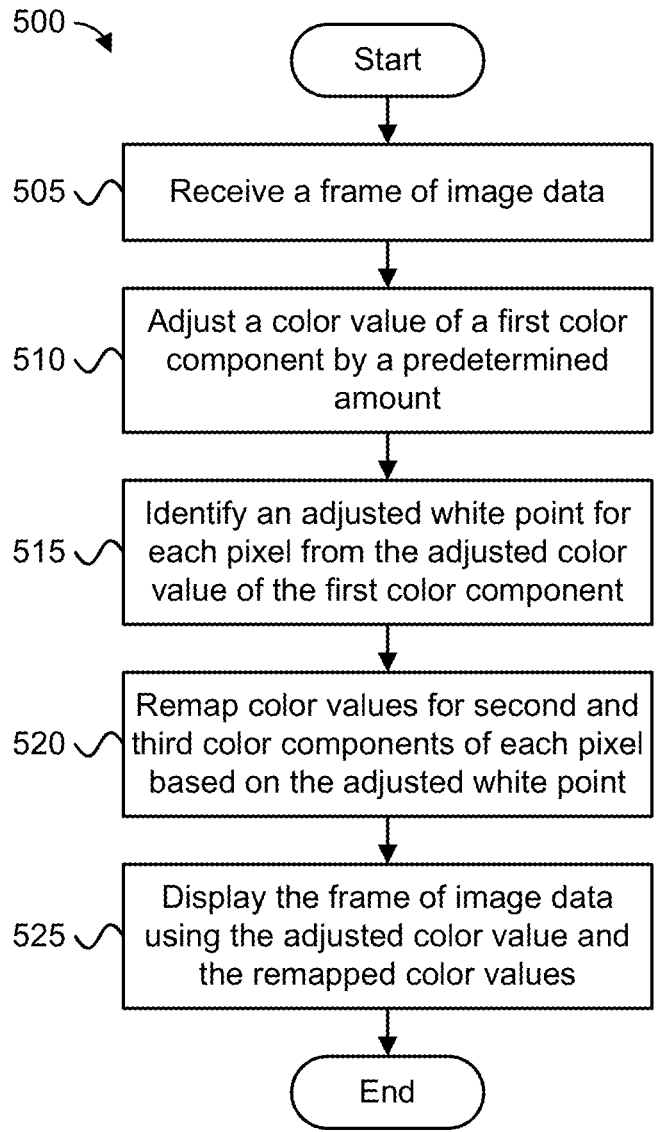 500
Start
505
Receive a frame of image data
510
Adjust a color value of a first color
component by a predetermined
amount
515
Identify an adjusted white point for
each pixel from the adjusted color
value of the first color component
520
Remap color values for second and
third color components of each pixel
based on the adjusted white point
525
Display the frame of image data
using the adjusted color value and
the remapped color values
End